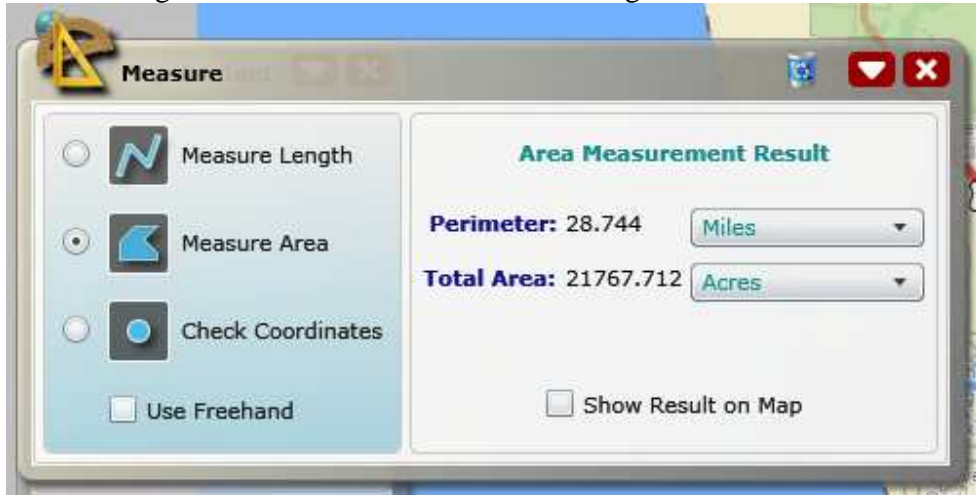 Measure
Measure Length
Measure Area
Check Coordinates
Use Freehand
Area Measurement Result
Perimeter: 28.744 Miles
Total Area: 21767.712 Acres
Show Result on Map